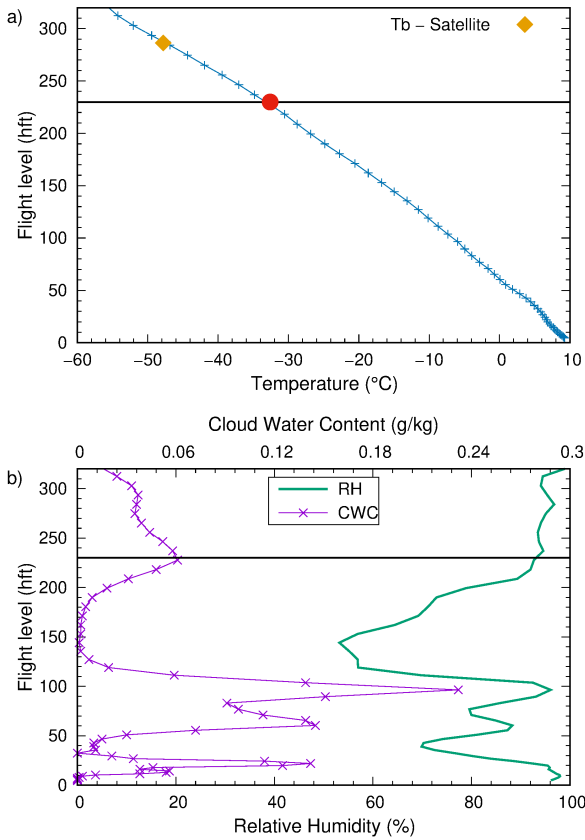 a)
Tb − Satellite
Flight level (hft)
300
250
200
150
100
50
0
−60 −50 −40 −30 −20 −10 0 10
Temperature (°C)
Cloud Water Content (g/kg)
0 0.06 0.12 0.18 0.24 0.3
b)
RH
CWC
Flight level (hft)
300
250
200
150
100
50
0
0 20 40 60 80 100
Relative Humidity (%)